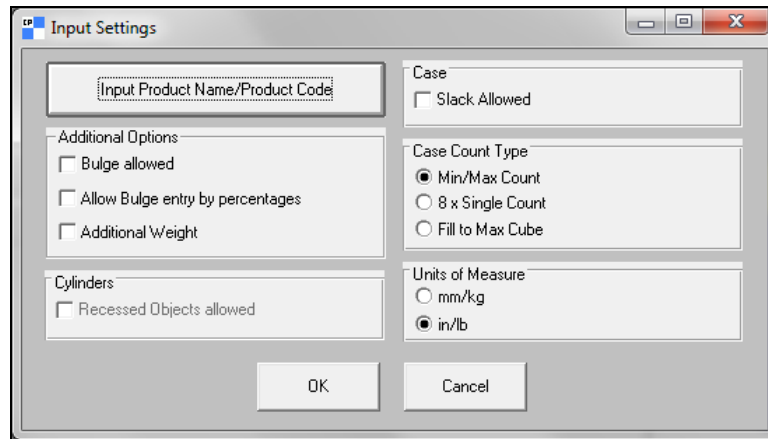 CP
Input Settings
Input Product Name/Product Code
Additional Options
Bulge allowed
Allow Bulge entry by percentages
Additional Weight
Cylinders
Recessed Objects allowed
Case
Slack Allowed
Case Count Type
Min/Max Count
8 x Single Count
Fill to Max Cube
Units of Measure
mm/kg
in/lb
OK
Cancel